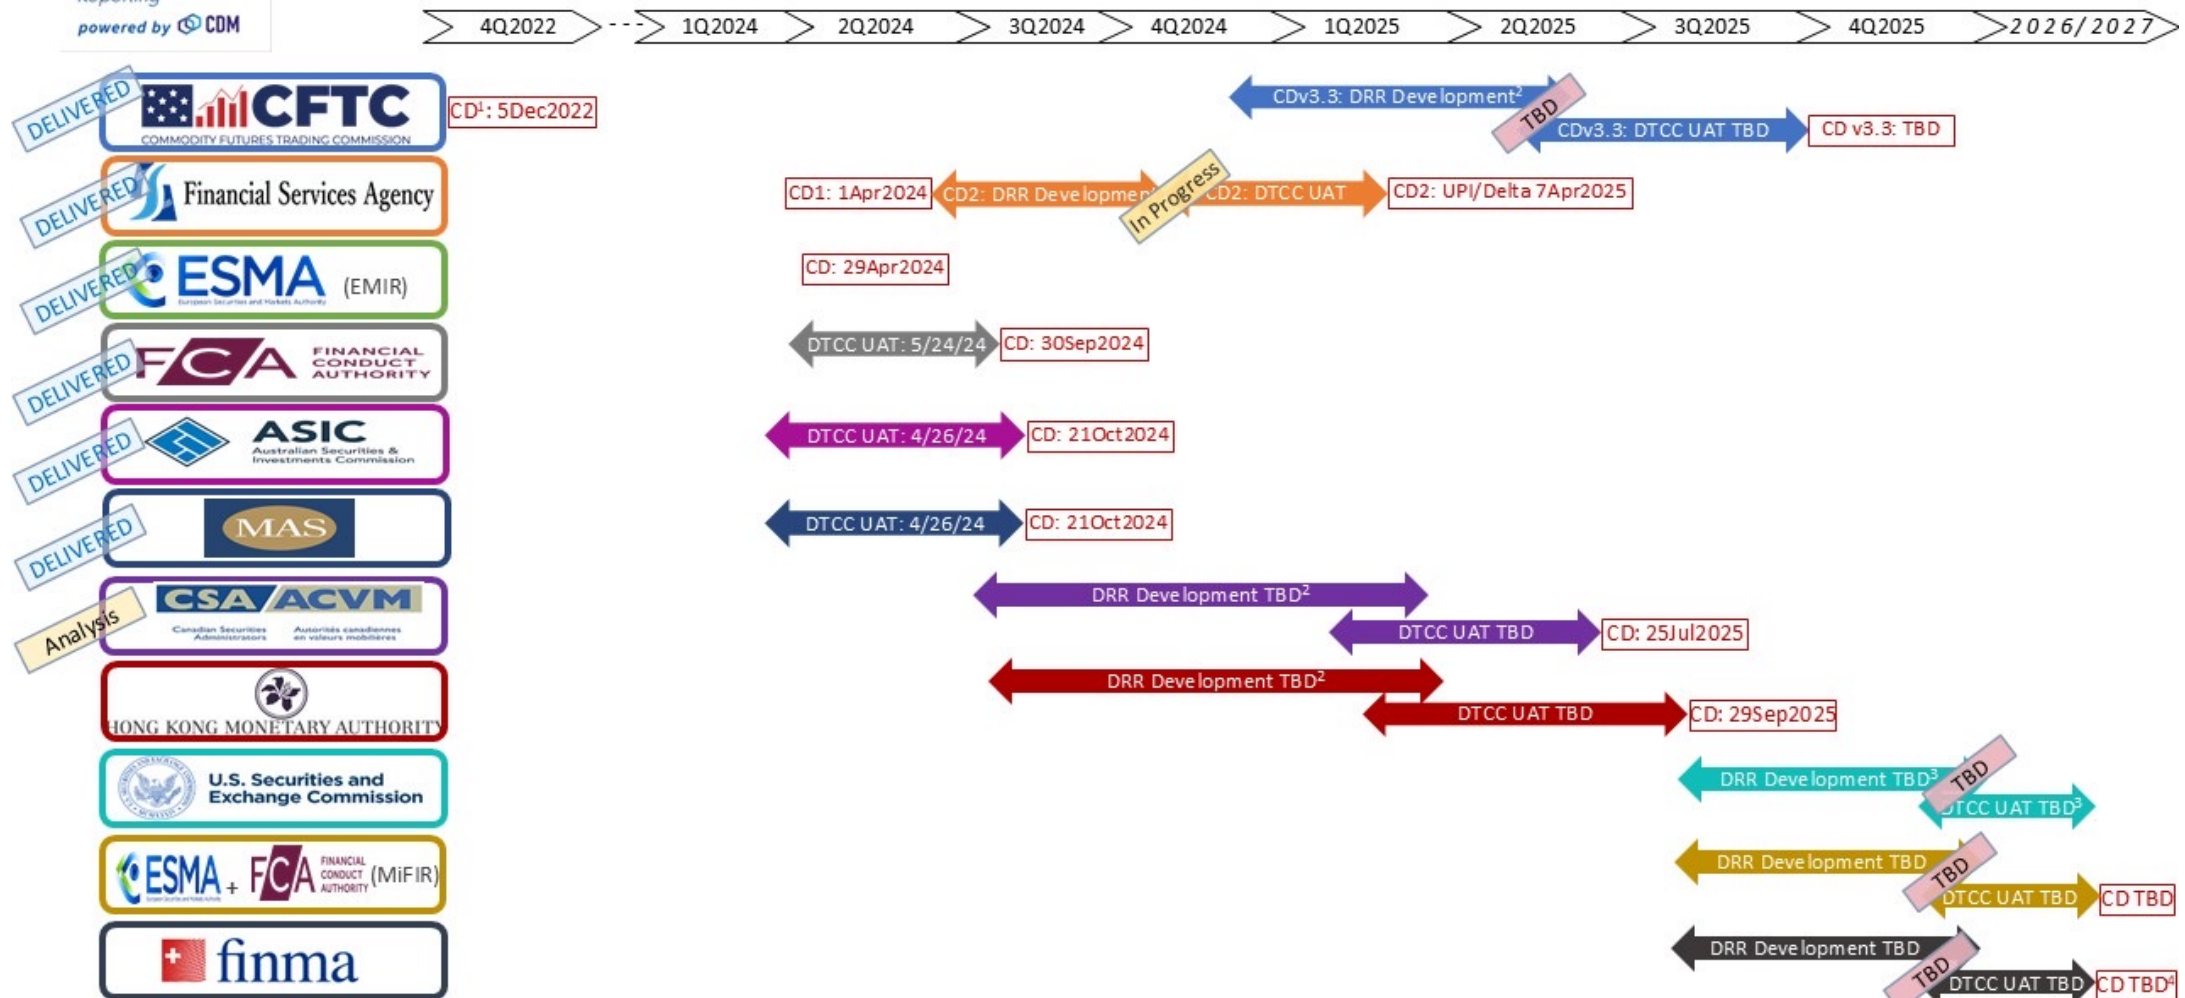 Reporting
powered by CDM
4Q2022
1Q2024
2Q2024
3Q2024
4Q2024
1Q2025
2Q2025
3Q2025
4Q2025
2026/2027
DELIVERED
CFTC
COMMODITY FUTURES TRADING COMMISSION
CD¹: 5Dec2022
CDv3.3: DRR Development²
TBD
CDv3.3: DTCC UAT TBD
CD v3.3: TBD
DELIVERED
Financial Services Agency
CD1: 1Apr2024
CD2: DRR Developmen
In Progress
CD2: DTCC UAT
CD2: UPI/Delta 7Apr2025
DELIVERED
ESMA
European Securities and Markets Authority
(EMIR)
CD: 29Apr2024
DELIVERED
FCA
FINANCIAL
CONDUCT
AUTHORITY
DTCC UAT: 5/24/24
CD: 30Sep2024
DELIVERED
ASIC
Australian Securities &
Investments Commission
DTCC UAT: 4/26/24
CD: 21Oct2024
DELIVERED
MAS
DTCC UAT: 4/26/24
CD: 21Oct2024
Analysis
CSA/ACVM
Canadian Securities
Administrators
Autorités canadiennes
en valeurs mobilières
DRR Development TBD²
DTCC UAT TBD
CD: 25Jul2025
HONG KONG MONETARY AUTHORITY
DRR Development TBD²
DTCC UAT TBD
CD: 29Sep2025
U.S. Securities and
Exchange Commission
DRR Development TBD³
TBD
DTCC UAT TBD³
ESMA
+
FCA
FINANCIAL
CONDUCT
AUTHORITY
(MiFIR)
DRR Development TBD
TBD
DTCC UAT TBD
CD TBD
finma
DRR Development TBD
TBD
DTCC UAT TBD
CD TBD⁴